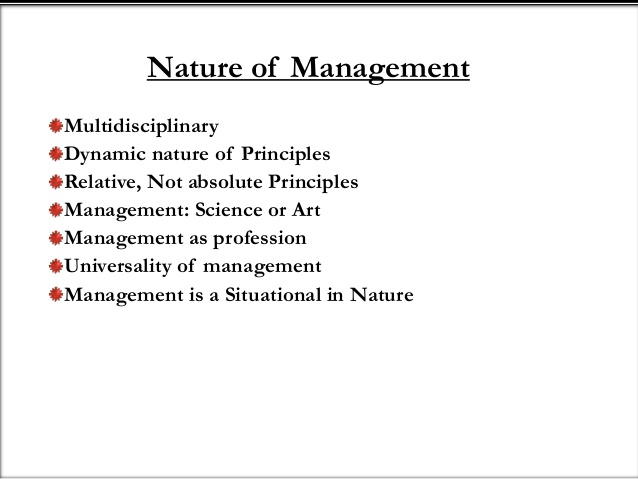 Nature of Management
Multidisciplinary
Dynamic nature of Principles
Relative, Not absolute Principles
Management: Science or Art
Management as profession
Universality of management
Management is a Situational in Nature